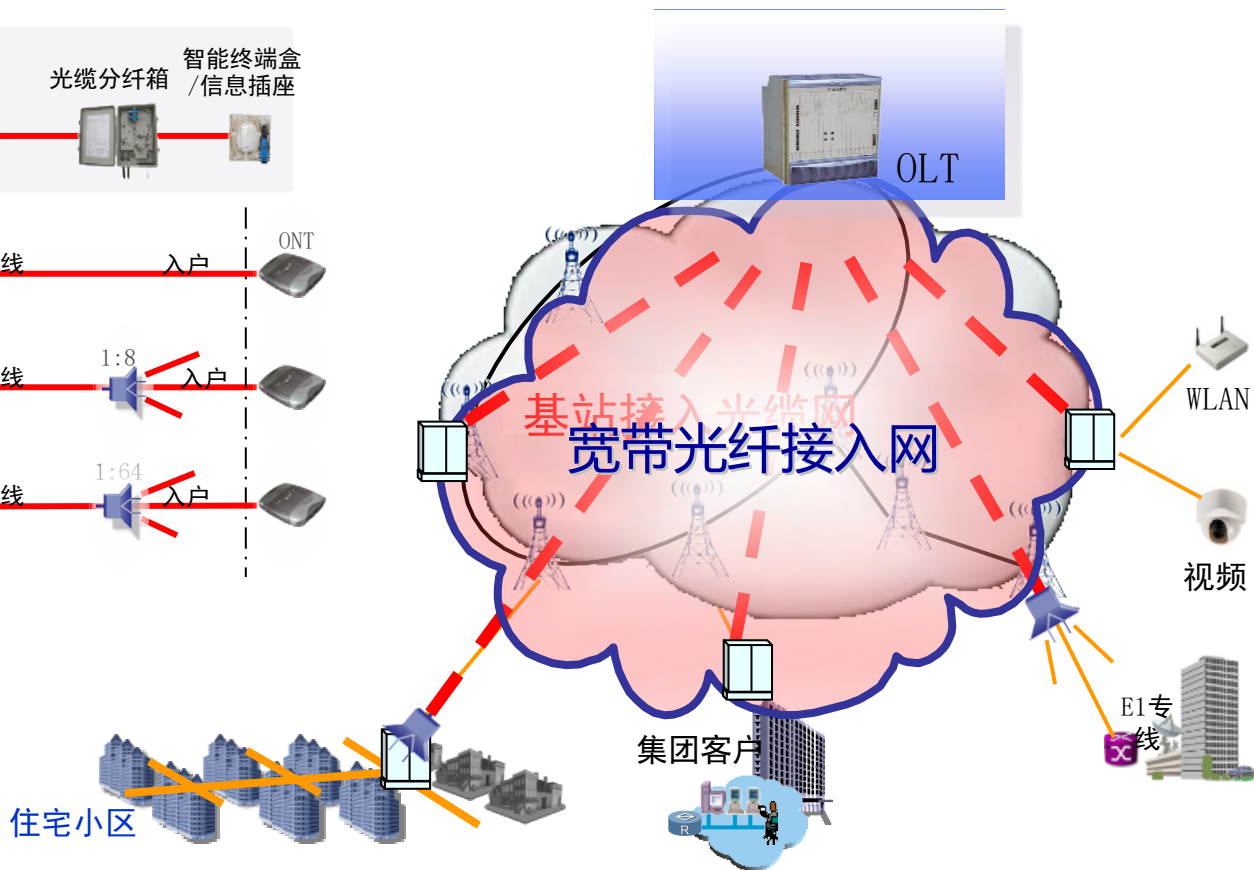 光缆分纤箱
智能终端盒
/信息插座
OLT
ONT
线
入户
1:8
线
入户
1:64
线
入户
基站接入光缆网
宽带光纤接入网
WLAN
视频
E1专
线
集团客户
R
住宅小区